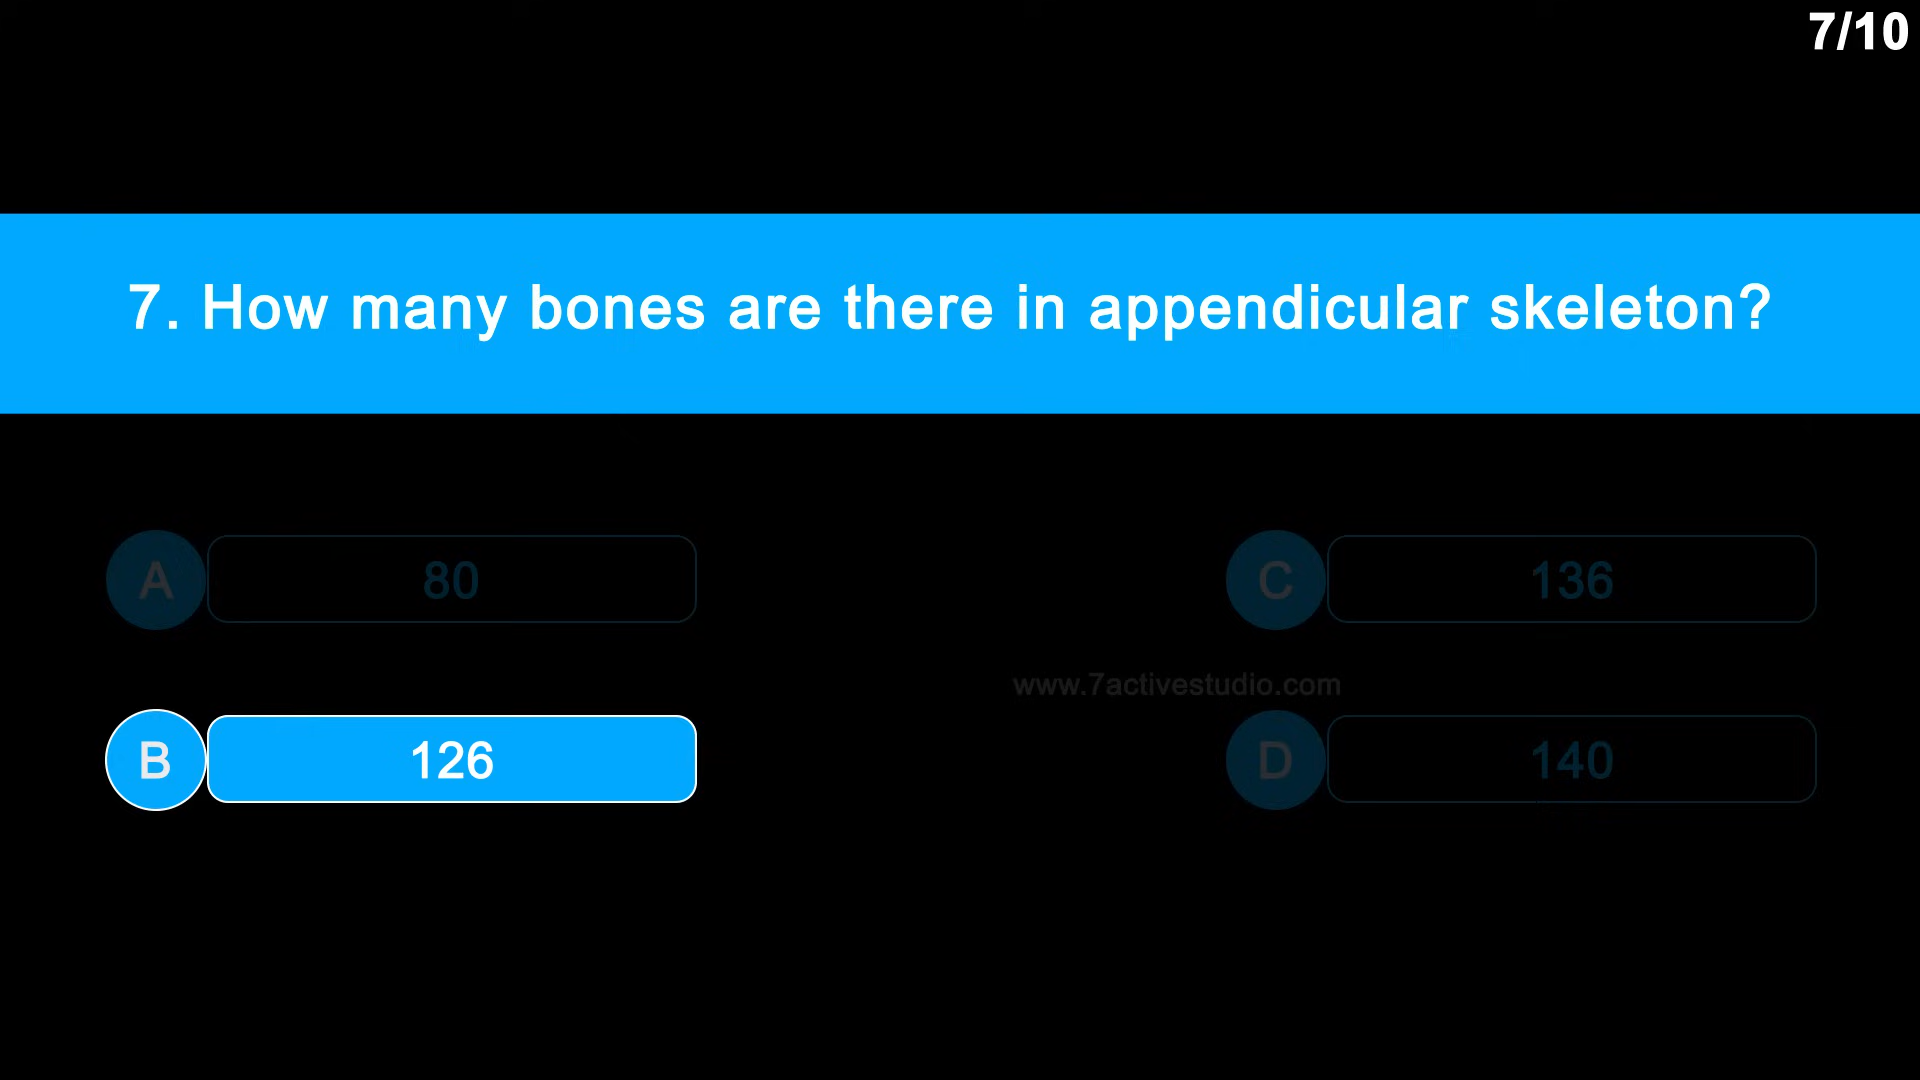 7/10
7. How many bones are there in appendicular skeleton?
A 80
C 136
www.7activestudio.com
B 126
D 140